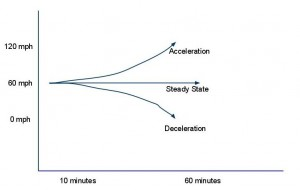 120 mph
Acceleration
60 mph
Steady State
0 mph
Deceleration
10 minutes
60 minutes